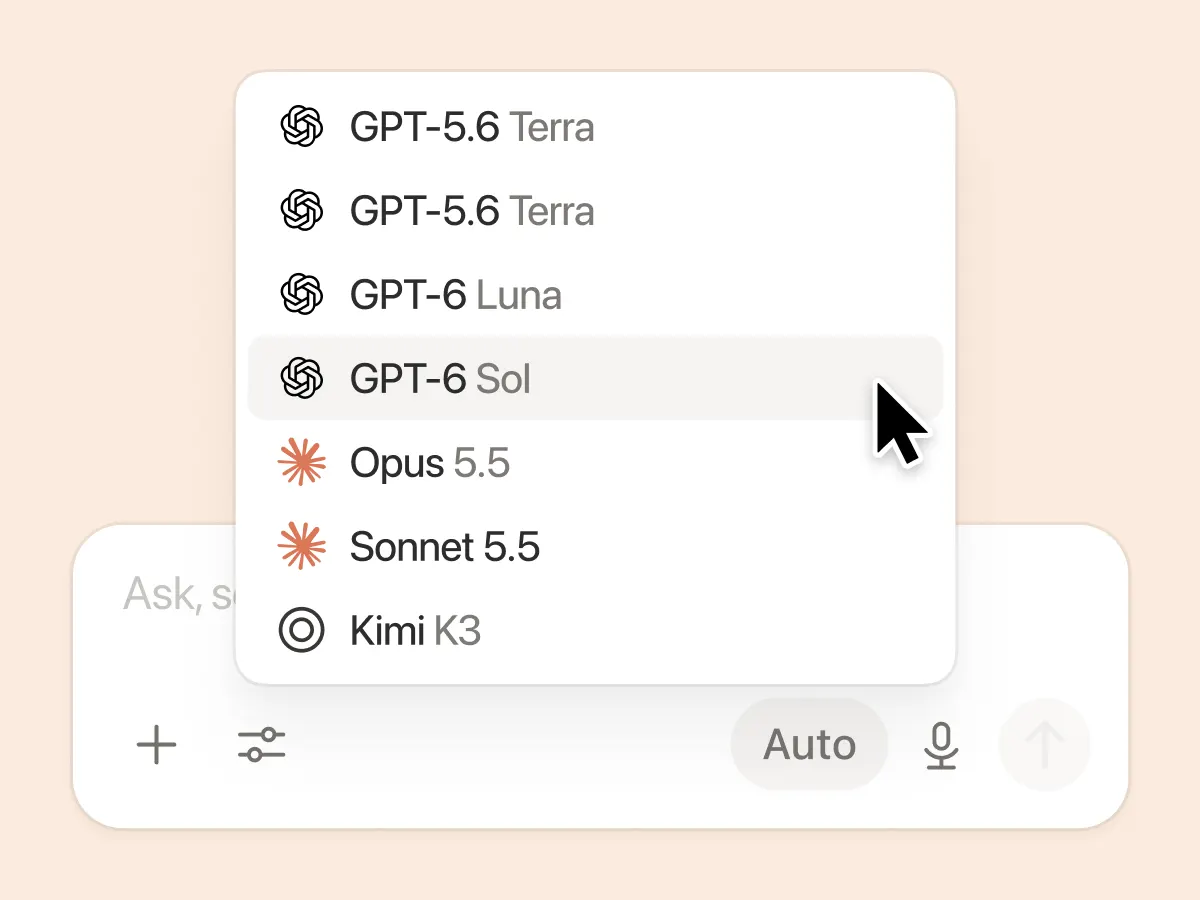 GPT-5.6 Terra
GPT-5.6 Terra
GPT-6 Luna
GPT-6 Sol
Opus 5.5
Sonnet 5.5
Kimi K3
Ask,
Auto